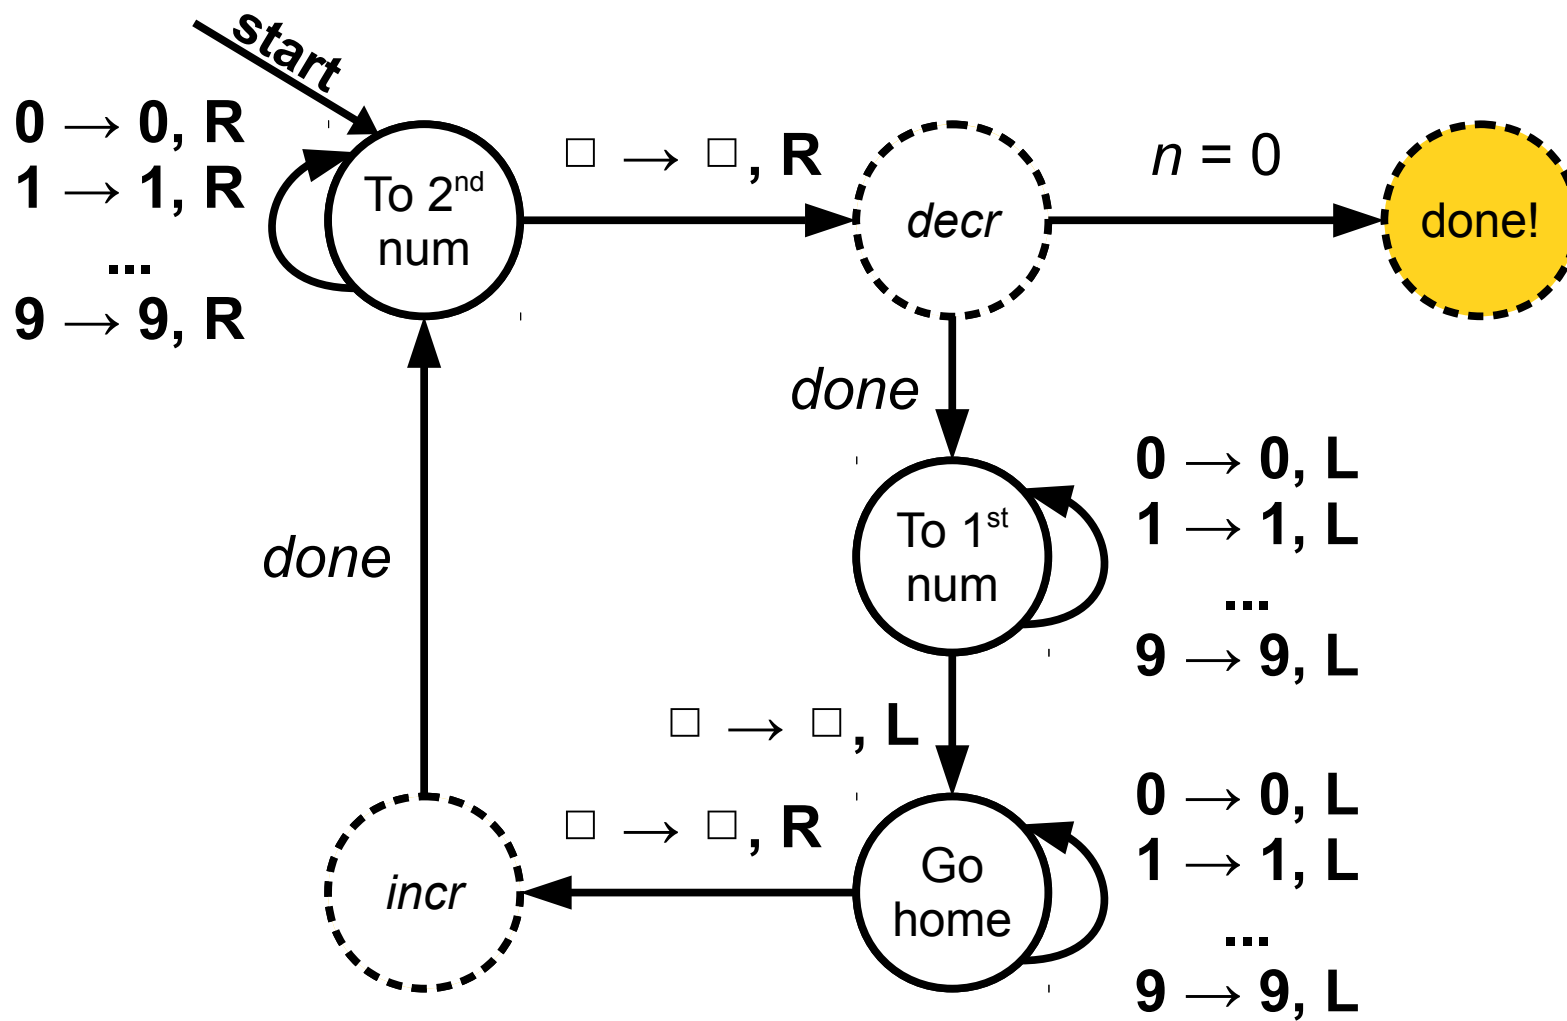 start
0 → 0, R
1 → 1, R
...
9 → 9, R
To 2nd
num
□ → □, R
decr
n = 0
done!
done
To 1st
num
0 → 0, L
1 → 1, L
...
9 → 9, L
□ → □, L
Go
home
0 → 0, L
1 → 1, L
...
9 → 9, L
□ → □, R
incr
done